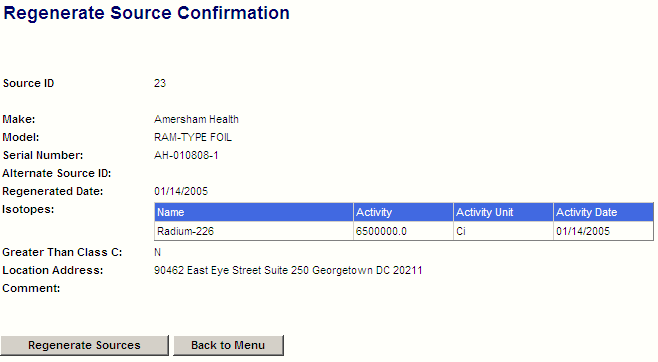 Regenerate Source Confirmation
Source ID 23
Make: Amersham Health
Model: RAM-TYPE FOIL
Serial Number: AH-010808-1
Alternate Source ID:
Regenerated Date: 01/14/2005
Isotopes: Name Activity Activity Unit Activity Date
Radium-226 6500000.0 Ci 01/14/2005
Greater Than Class C: N
Location Address: 90462 East Eye Street Suite 250 Georgetown DC 20211
Comment:
Regenerate Sources Back to Menu